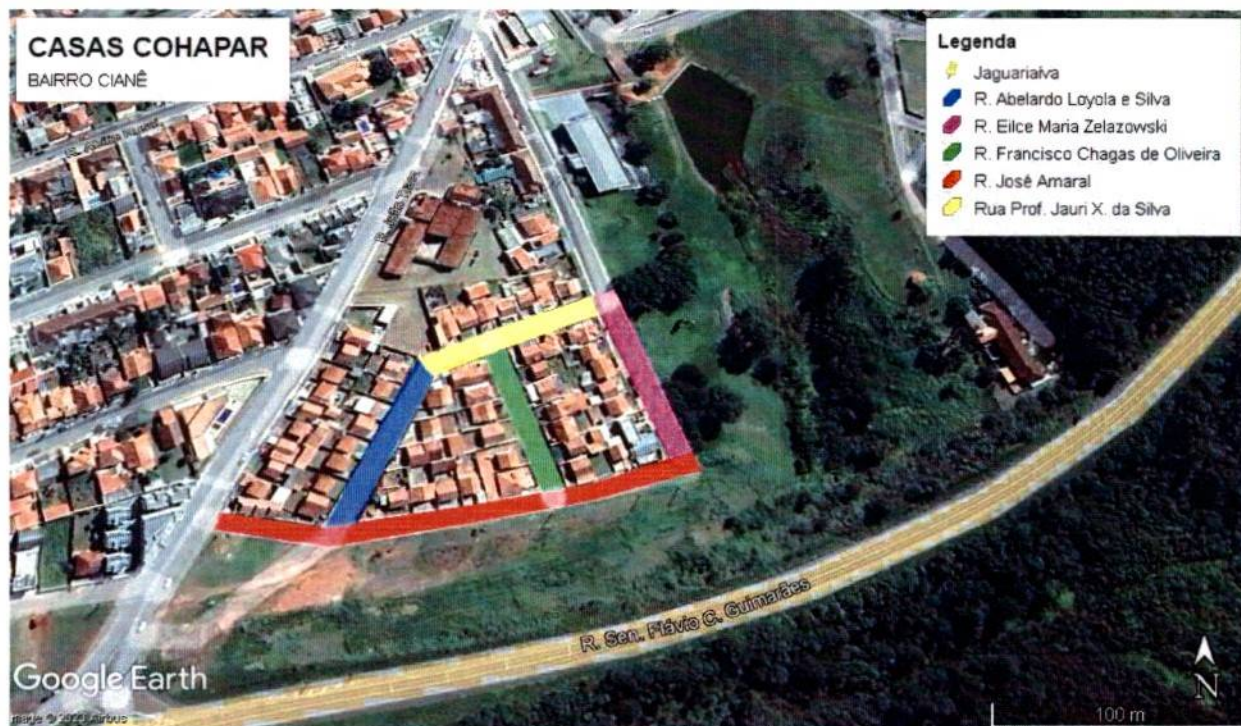 CASAS COHAPAR
BAIRRO CIANÊ
Legenda
Jaguariaíva
R. Abelardo Loyola e Silva
R. Eilce Maria Zelazowski
R. Francisco Chagas de Oliveira
R. José Amaral
Rua Prof. Jauri X. da Silva
R. Sen. Flávio C. Guimarães
Google Earth
N
100 m